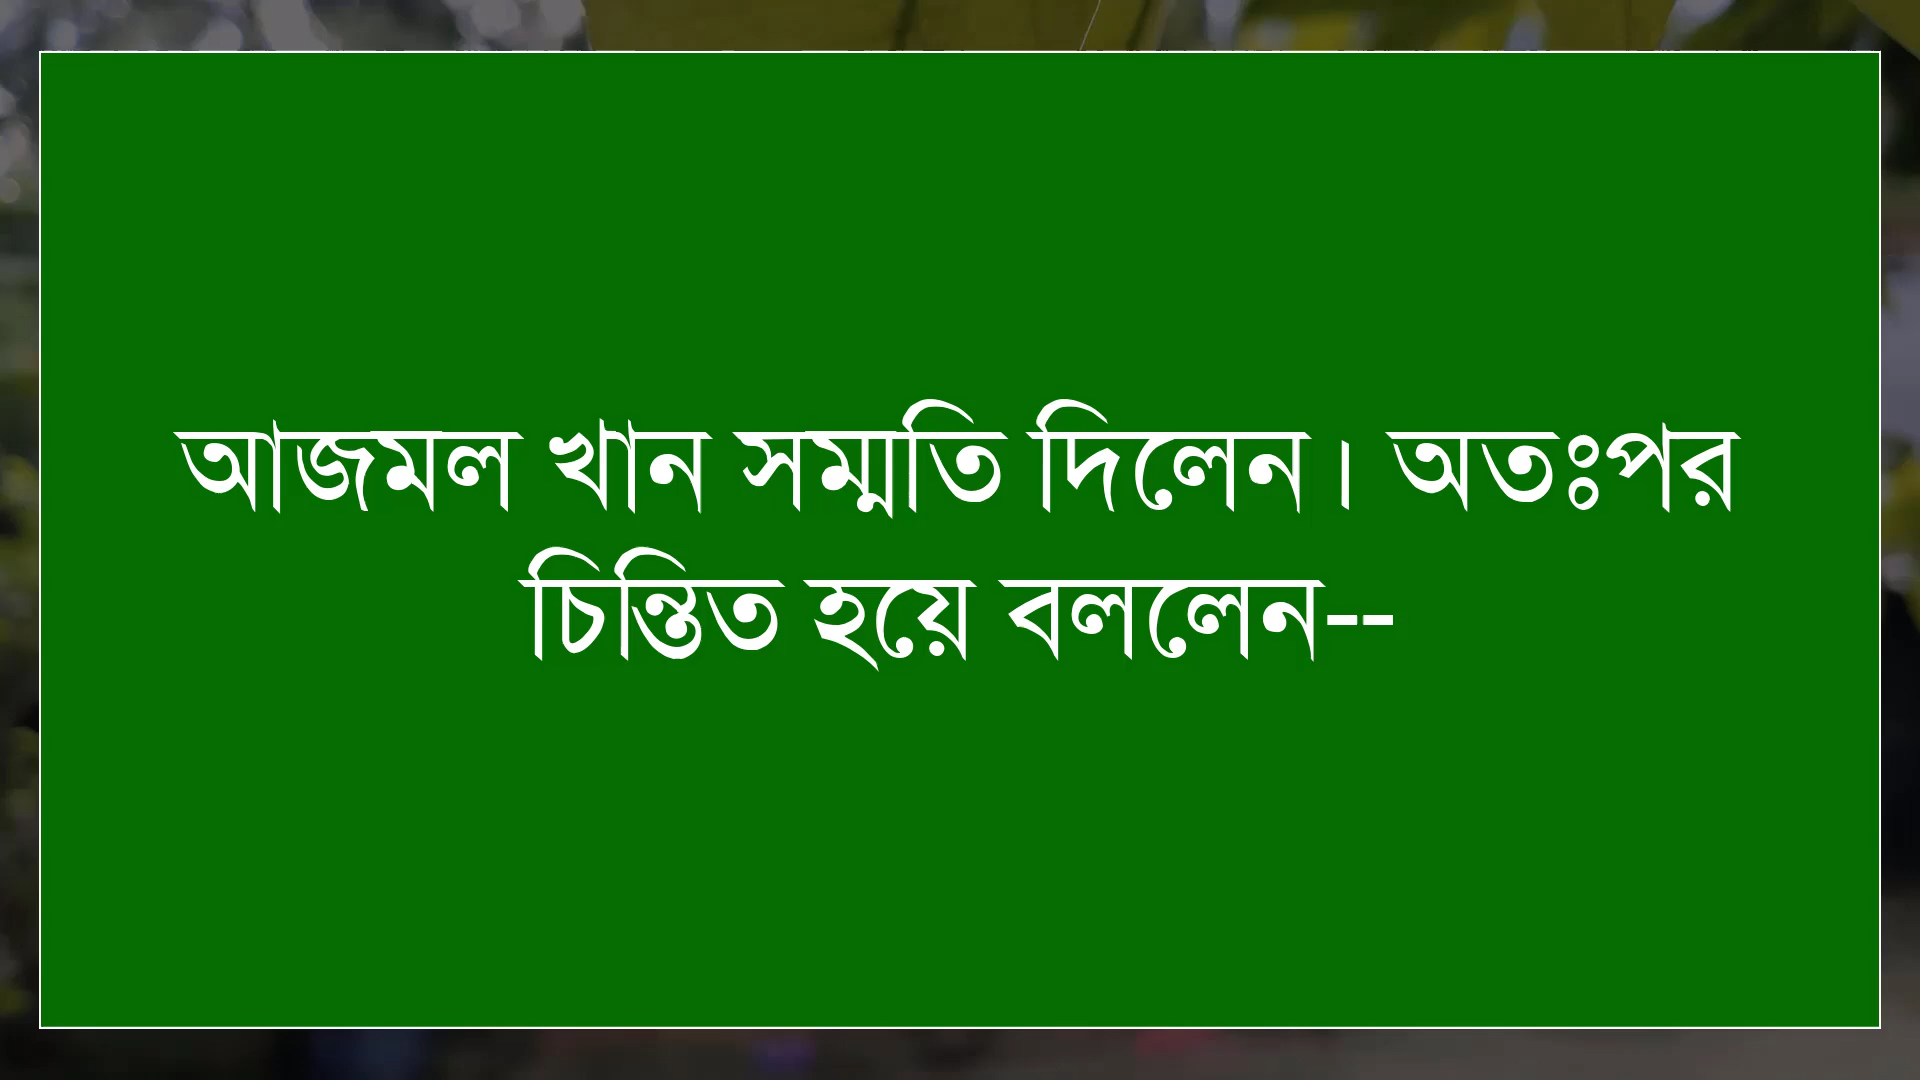 আজমল খান সম্মতি দিলেন। অতঃপর
চিন্তিত হয়ে বললেন--